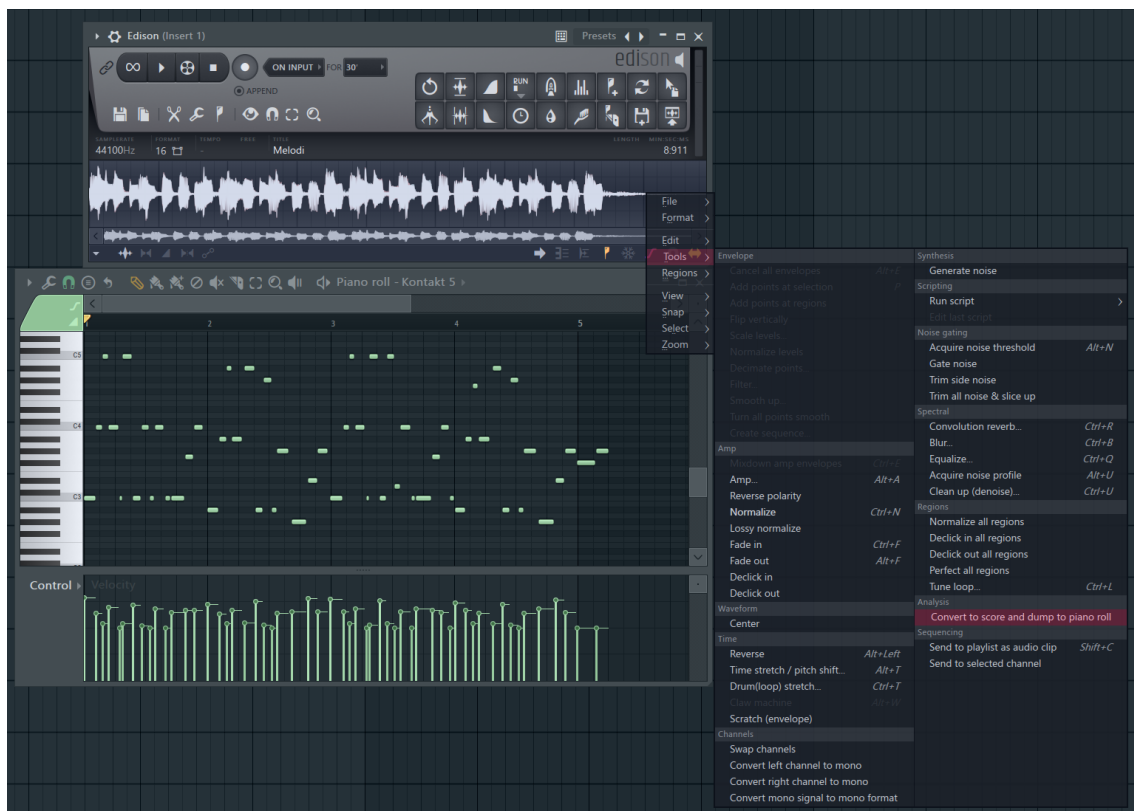 Edison (Insert 1)
Presets
edison
ON INPUT
FOR
30'
APPEND
RUN
SAMPLERATE
FORMAT
TEMPO
FREE
TITLE
LENGTH
MIN:SEC:MS
44100Hz
16
-
Melodi
8:911
File
Format
Edit
Tools
Regions
View
Snap
Select
Zoom
Piano roll - Kontakt 5
1
2
3
4
5
C5
C4
C3
Control
Velocity
Envelope
Cancel all envelopes Alt+E
Add points at selection P
Add points at regions
Flip vertically
Scale levels...
Normalize levels
Decimate points
Filter...
Smooth up...
Turn all points smooth
Create sequence...
Amp
Mixdown amp envelopes Ctrl+E
Amp... Alt+A
Reverse polarity
Normalize Ctrl+N
Lossy normalize
Fade in Ctrl+F
Fade out Alt+F
Declick in
Declick out
Waveform
Center
Time
Reverse Alt+Left
Time stretch / pitch shift... Alt+T
Drum(loop) stretch... Ctrl+T
Claw machine Alt+W
Scratch (envelope)
Channels
Swap channels
Convert left channel to mono
Convert right channel to mono
Convert mono signal to mono format
Synthesis
Generate noise
Scripting
Run script
Edit last script
Noise gating
Acquire noise threshold Alt+N
Gate noise
Trim side noise
Trim all noise & slice up
Spectral
Convolution reverb... Ctrl+R
Blur... Ctrl+B
Equalize... Ctrl+Q
Acquire noise profile Alt+U
Clean up (denoise)... Ctrl+U
Regions
Normalize all regions
Declick in all regions
Declick out all regions
Perfect all regions
Tune loop... Ctrl+L
Analysis
Convert to score and dump to piano roll
Sequencing
Send to playlist as audio clip Shift+C
Send to selected channel